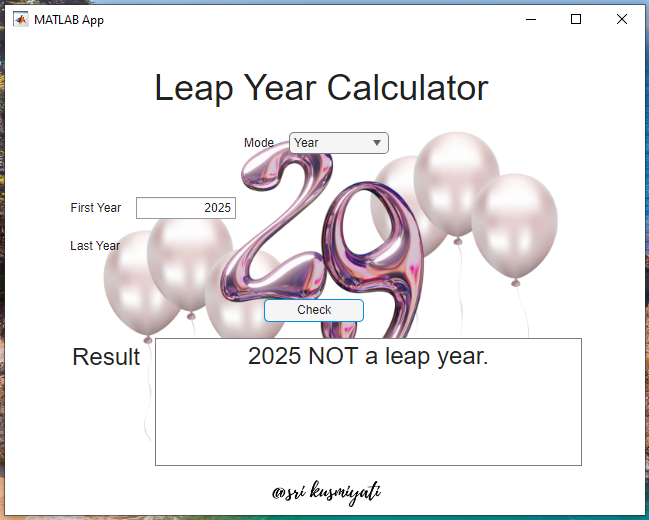 MATLAB App
Leap Year Calculator
Mode Year
29
First Year 2025
Last Year
Check
Result 2025 NOT a leap year.
@sri kusmiyati